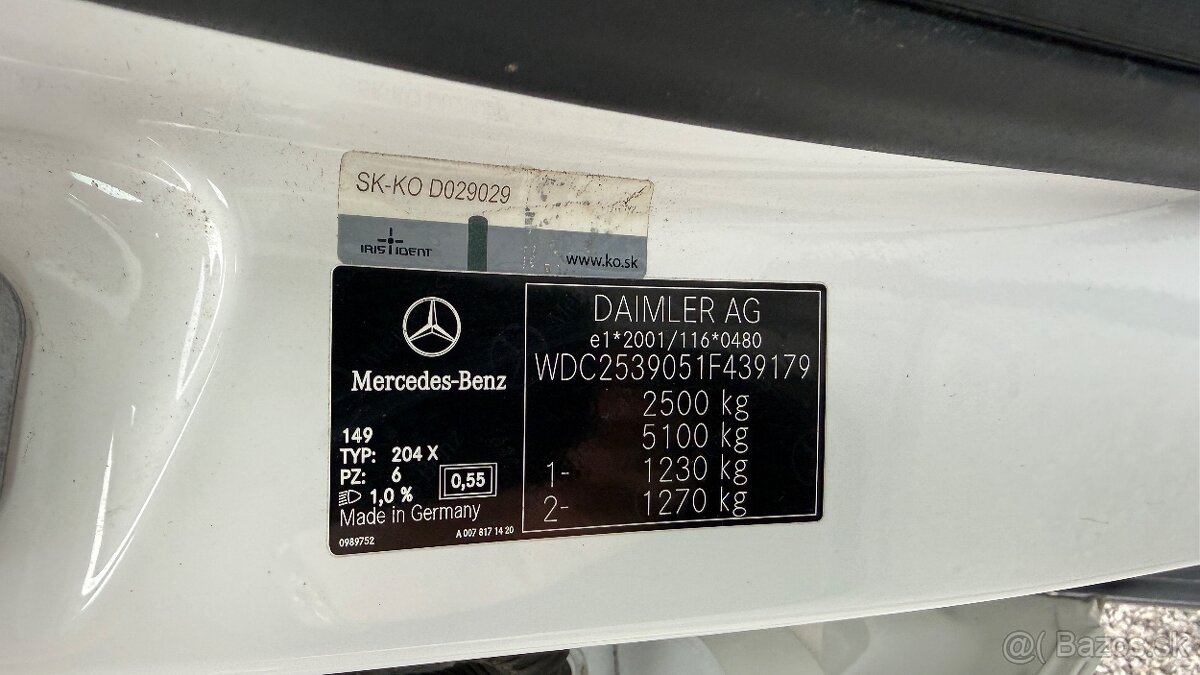 SK-KO D029029
IRIS IDENT
www.ko.sk
Mercedes-Benz
149
TYP: 204 X
PZ: 6
1,0 %
0,55
Made in Germany
0989752
A 007 817 14 20
DAIMLER AG
e1*2001/116*0480
WDC2539051F439179
2500 kg
5100 kg
1- 1230 kg
2- 1270 kg
@( Bazos.sk